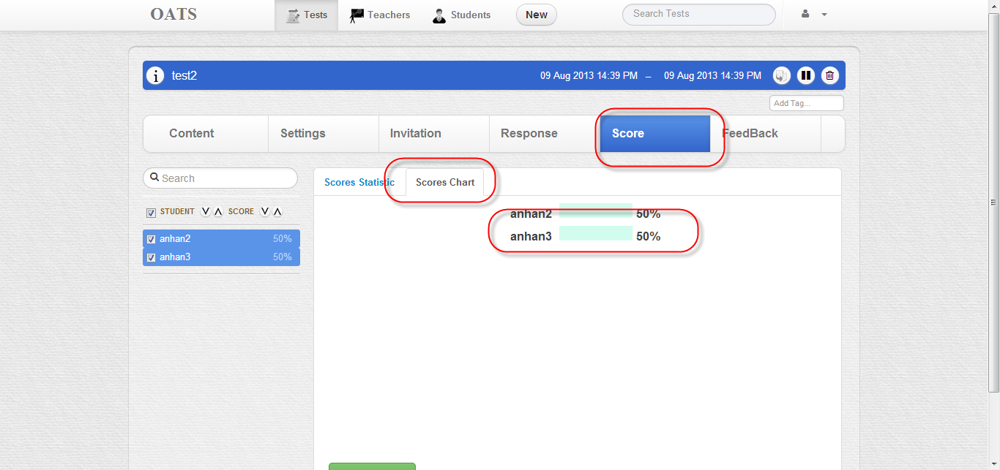 OATS Tests Teachers Students New Search Tests
i test2 09 Aug 2013 14:39 PM – 09 Aug 2013 14:39 PM
Add Tag...
Content Settings Invitation Response Score FeedBack
Search
STUDENT V Λ SCORE V Λ
anhan2 50%
anhan3 50%
Scores Statistic Scores Chart
anhan2 50%
anhan3 50%